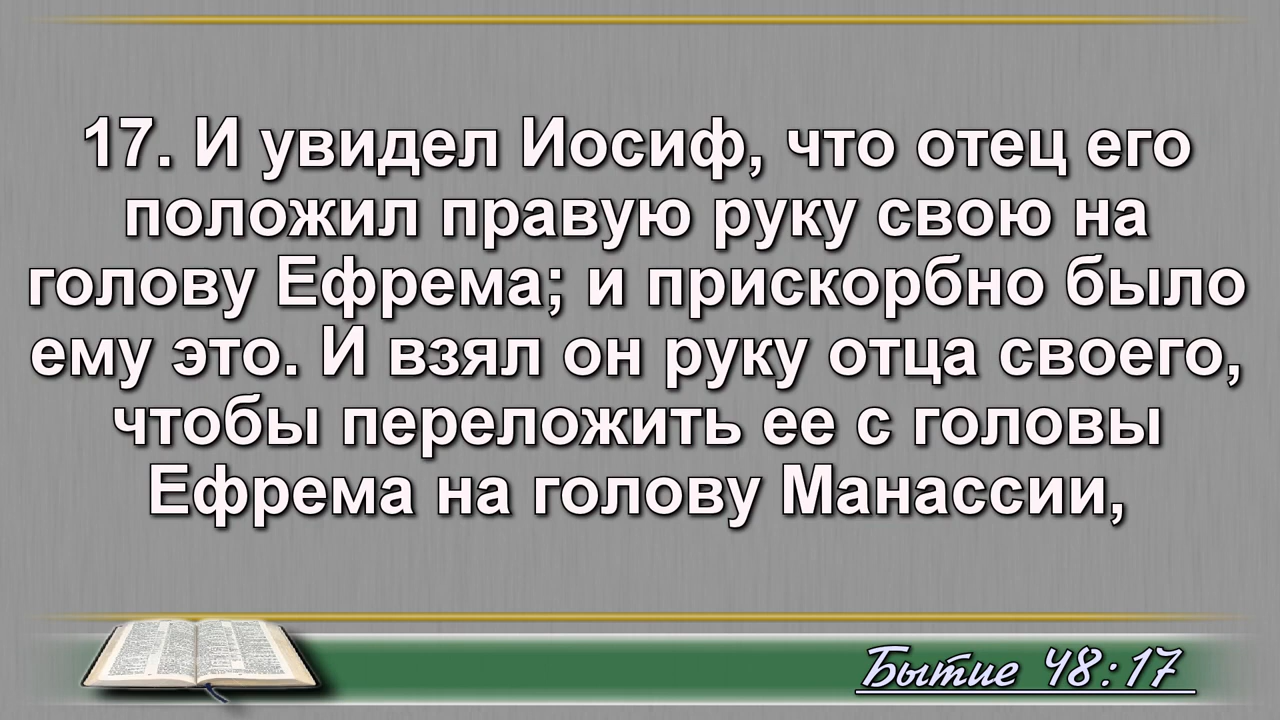 17. И увидел Иосиф, что отец его
положил правую руку свою на
голову Ефрема; и прискорбно было
ему это. И взял он руку отца своего,
чтобы переложить ее с головы
Ефрема на голову Манассии,
Бытие 48:17